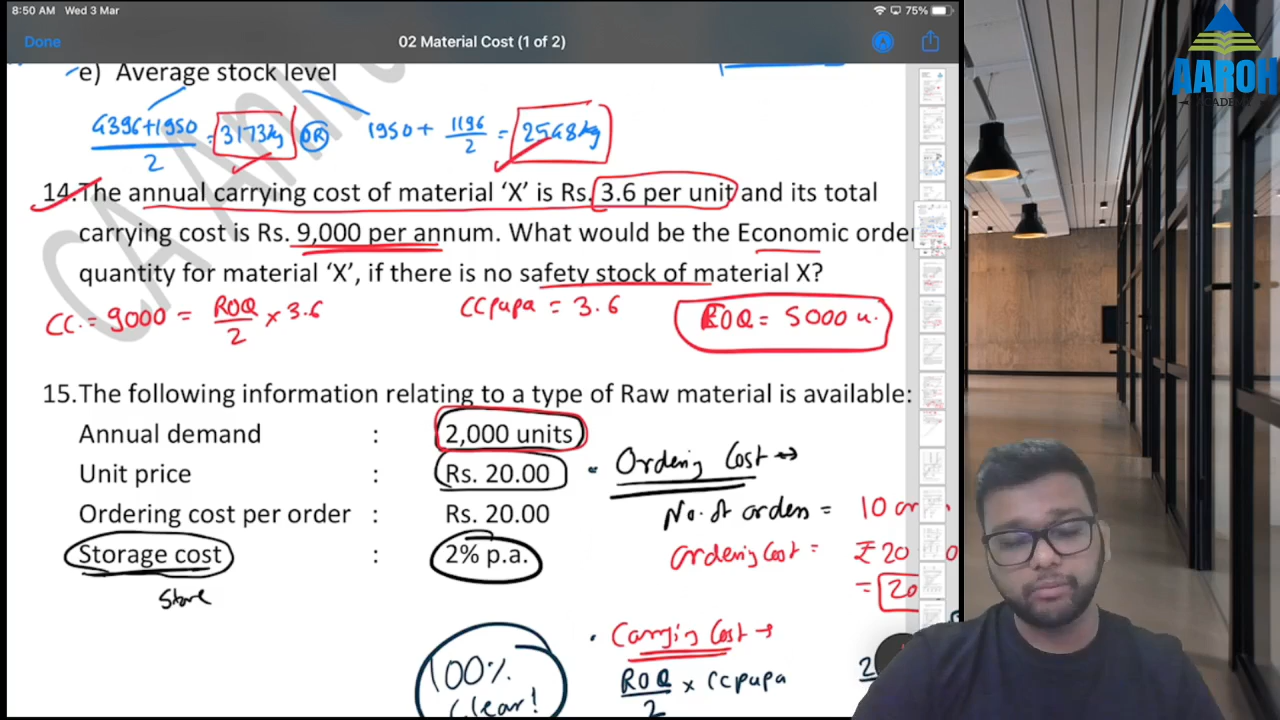 8:50 AM Wed 3 Mar
75%
Done
02 Material Cost (1 of 2)
AAROH
ACADEMY
e) Average stock level
4396+1950
2
= 3173kg OR 1950 + 1196/2 = 2548kg
14. The annual carrying cost of material ‘X’ is Rs. 3.6 per unit and its total
carrying cost is Rs. 9,000 per annum. What would be the Economic order
quantity for material ‘X’, if there is no safety stock of material X?
CC. = 9000 = ROQ/2 × 3.6
CCpupa = 3.6
ROQ = 5000 u.
15. The following information relating to a type of Raw material is available:
Annual demand : 2,000 units
Unit price : Rs. 20.00
Ordering cost per order : Rs. 20.00
Storage cost : 2% p.a.
Store
Ordering Cost →
No. of orders = 10
ordering Cost = ₹20
= 20
Carrying Cost →
ROQ/2 × CCpupa
100%
Clear!